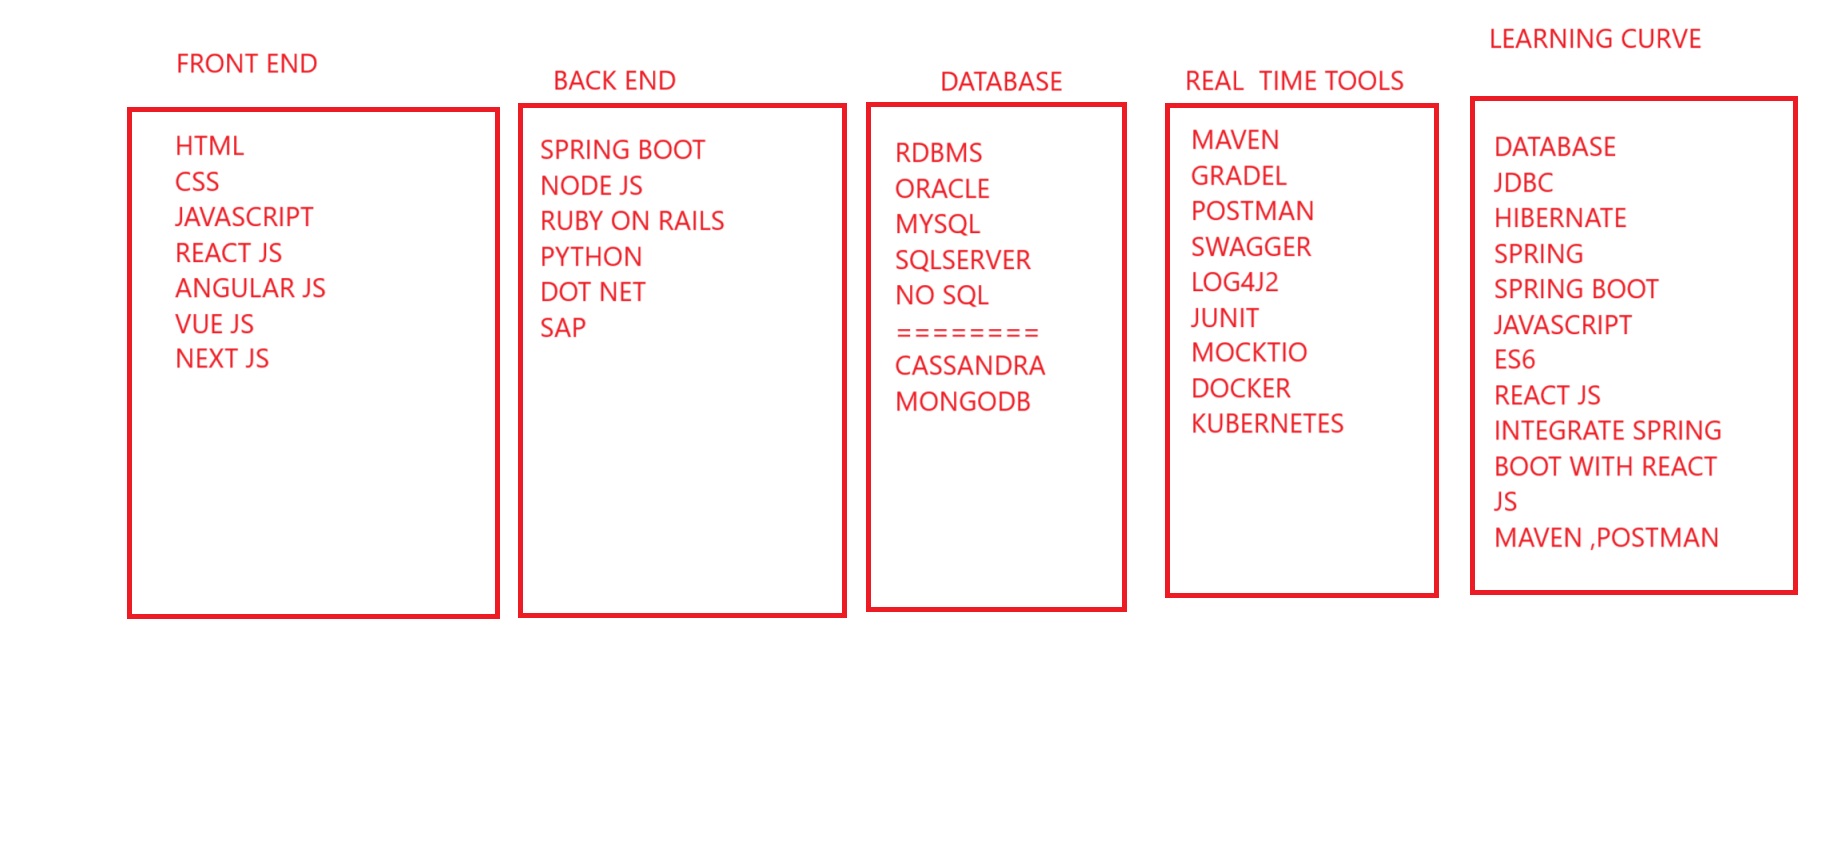 FRONT END
HTML
CSS
JAVASCRIPT
REACT JS
ANGULAR JS
VUE JS
NEXT JS
BACK END
SPRING BOOT
NODE JS
RUBY ON RAILS
PYTHON
DOT NET
SAP
DATABASE
RDBMS
ORACLE
MYSQL
SQLSERVER
NO SQL
========
CASSANDRA
MONGODB
REAL  TIME TOOLS
MAVEN
GRADEL
POSTMAN
SWAGGER
LOG4J2
JUNIT
MOCKTIO
DOCKER
KUBERNETES
LEARNING CURVE
DATABASE
JDBC
HIBERNATE
SPRING
SPRING BOOT
JAVASCRIPT
ES6
REACT JS
INTEGRATE SPRING
BOOT WITH REACT
JS
MAVEN ,POSTMAN